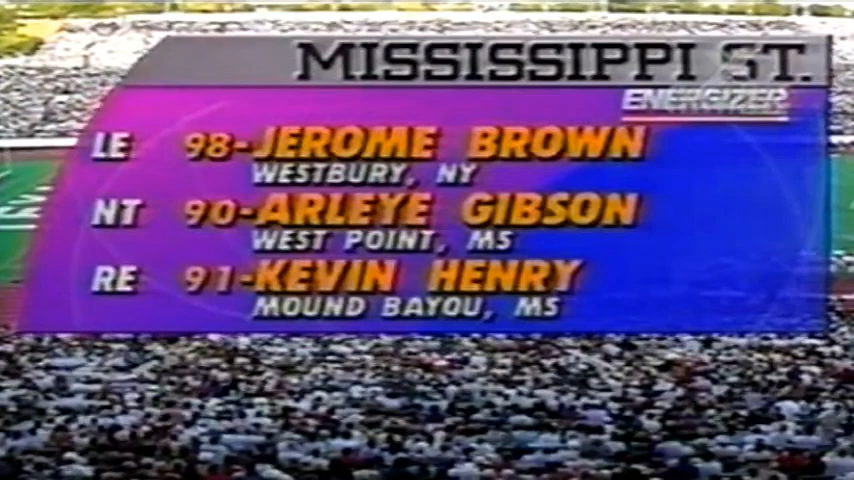 MISSISSIPPI ST.
ENERGIZER
LE 98-JEROME BROWN
WESTBURY, NY
NT 90-ARLEYE GIBSON
WEST POINT, MS
RE 91-KEVIN HENRY
MOUND BAYOU, MS